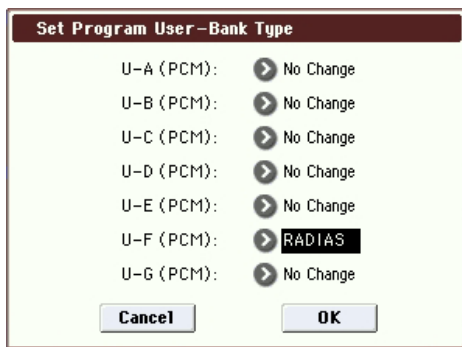 Set Program User-Bank Type
U-A (PCM): No Change
U-B (PCM): No Change
U-C (PCM): No Change
U-D (PCM): No Change
U-E (PCM): No Change
U-F (PCM): RADIAS
U-G (PCM): No Change
Cancel OK